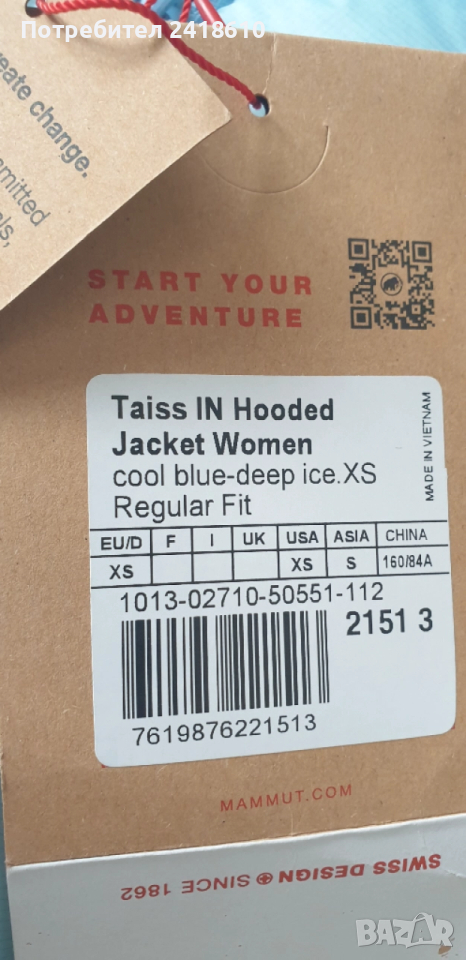 Потребител 2418610
create change.
START YOUR
ADVENTURE
Taiss IN Hooded
Jacket Women
cool blue-deep ice.XS
Regular Fit
MADE IN VIETNAM
EU/D F I UK USA ASIA CHINA
XS XS S 160/84A
1013-02710-50551-112
2151 3
7619876221513
MAMMUT.COM
SWISS DESIGN SINCE 1862
BAZAR